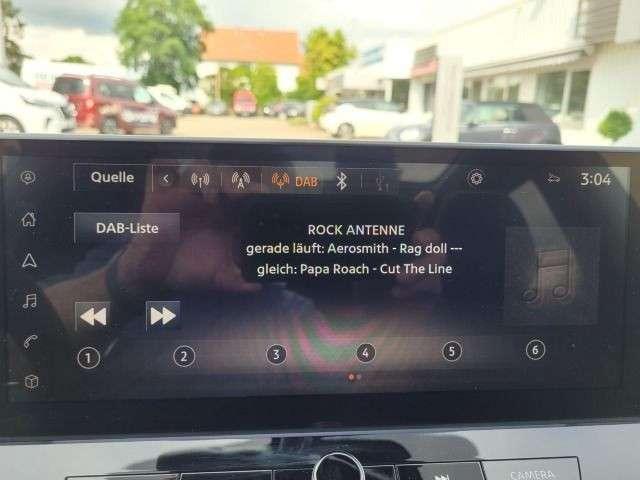 Quelle
DAB
3:04
DAB-Liste
ROCK ANTENNE
gerade läuft: Aerosmith - Rag doll ---
gleich: Papa Roach - Cut The Line
1 2 3 4 5 6
CAMERA